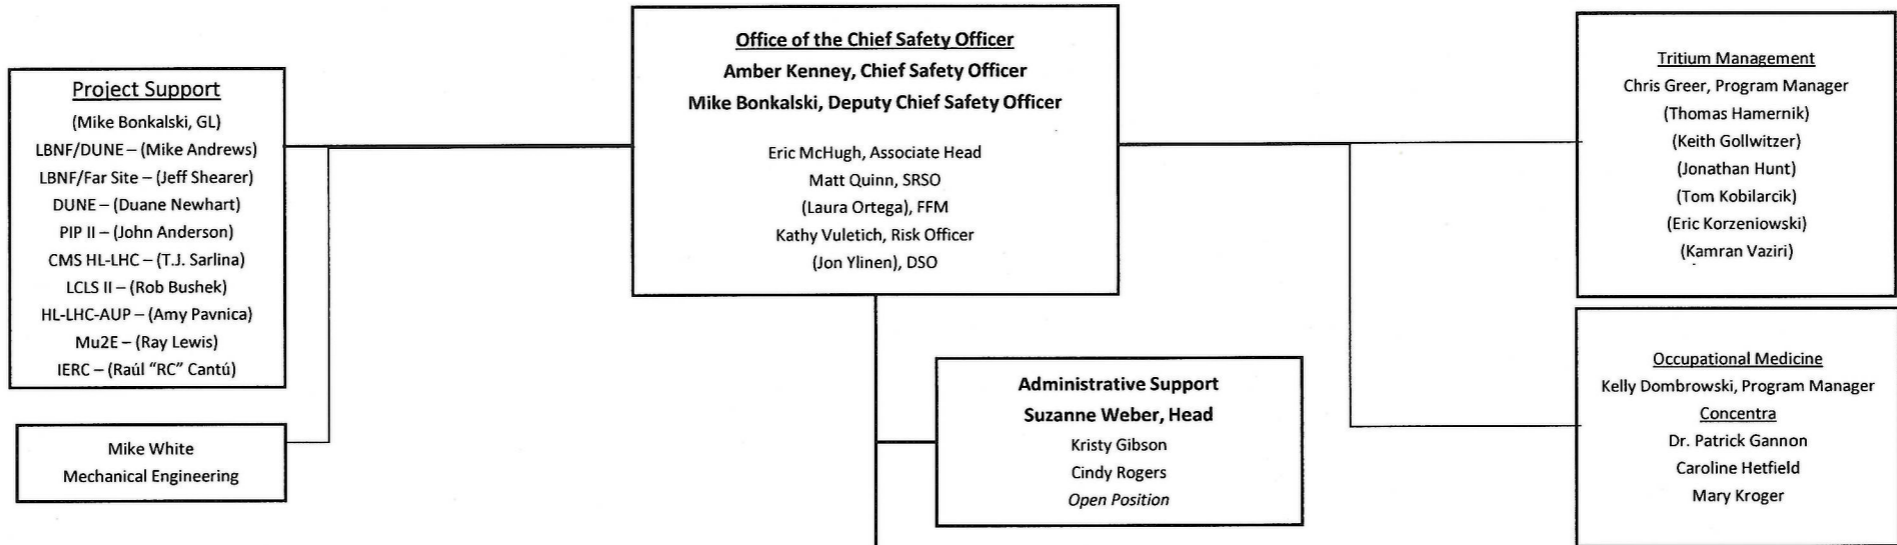 Project Support
(Mike Bonkalski, GL)
LBNF/DUNE – (Mike Andrews)
LBNF/Far Site – (Jeff Shearer)
DUNE – (Duane Newhart)
PIP II – (John Anderson)
CMS HL-LHC – (T.J. Sarlina)
LCLS II – (Rob Bushek)
HL-LHC-AUP – (Amy Pavnica)
Mu2E – (Ray Lewis)
IERC – (Raúl "RC" Cantú)
Mike White
Mechanical Engineering
Office of the Chief Safety Officer
Amber Kenney, Chief Safety Officer
Mike Bonkalski, Deputy Chief Safety Officer
Eric McHugh, Associate Head
Matt Quinn, SRSO
(Laura Ortega), FFM
Kathy Vuletich, Risk Officer
(Jon Ylinen), DSO
Administrative Support
Suzanne Weber, Head
Kristy Gibson
Cindy Rogers
Open Position
Tritium Management
Chris Greer, Program Manager
(Thomas Hamernik)
(Keith Gollwitzer)
(Jonathan Hunt)
(Tom Kobilarcik)
(Eric Korzeniowski)
(Kamran Vaziri)
Occupational Medicine
Kelly Dombrowski, Program Manager
Concentra
Dr. Patrick Gannon
Caroline Hetfield
Mary Kroger